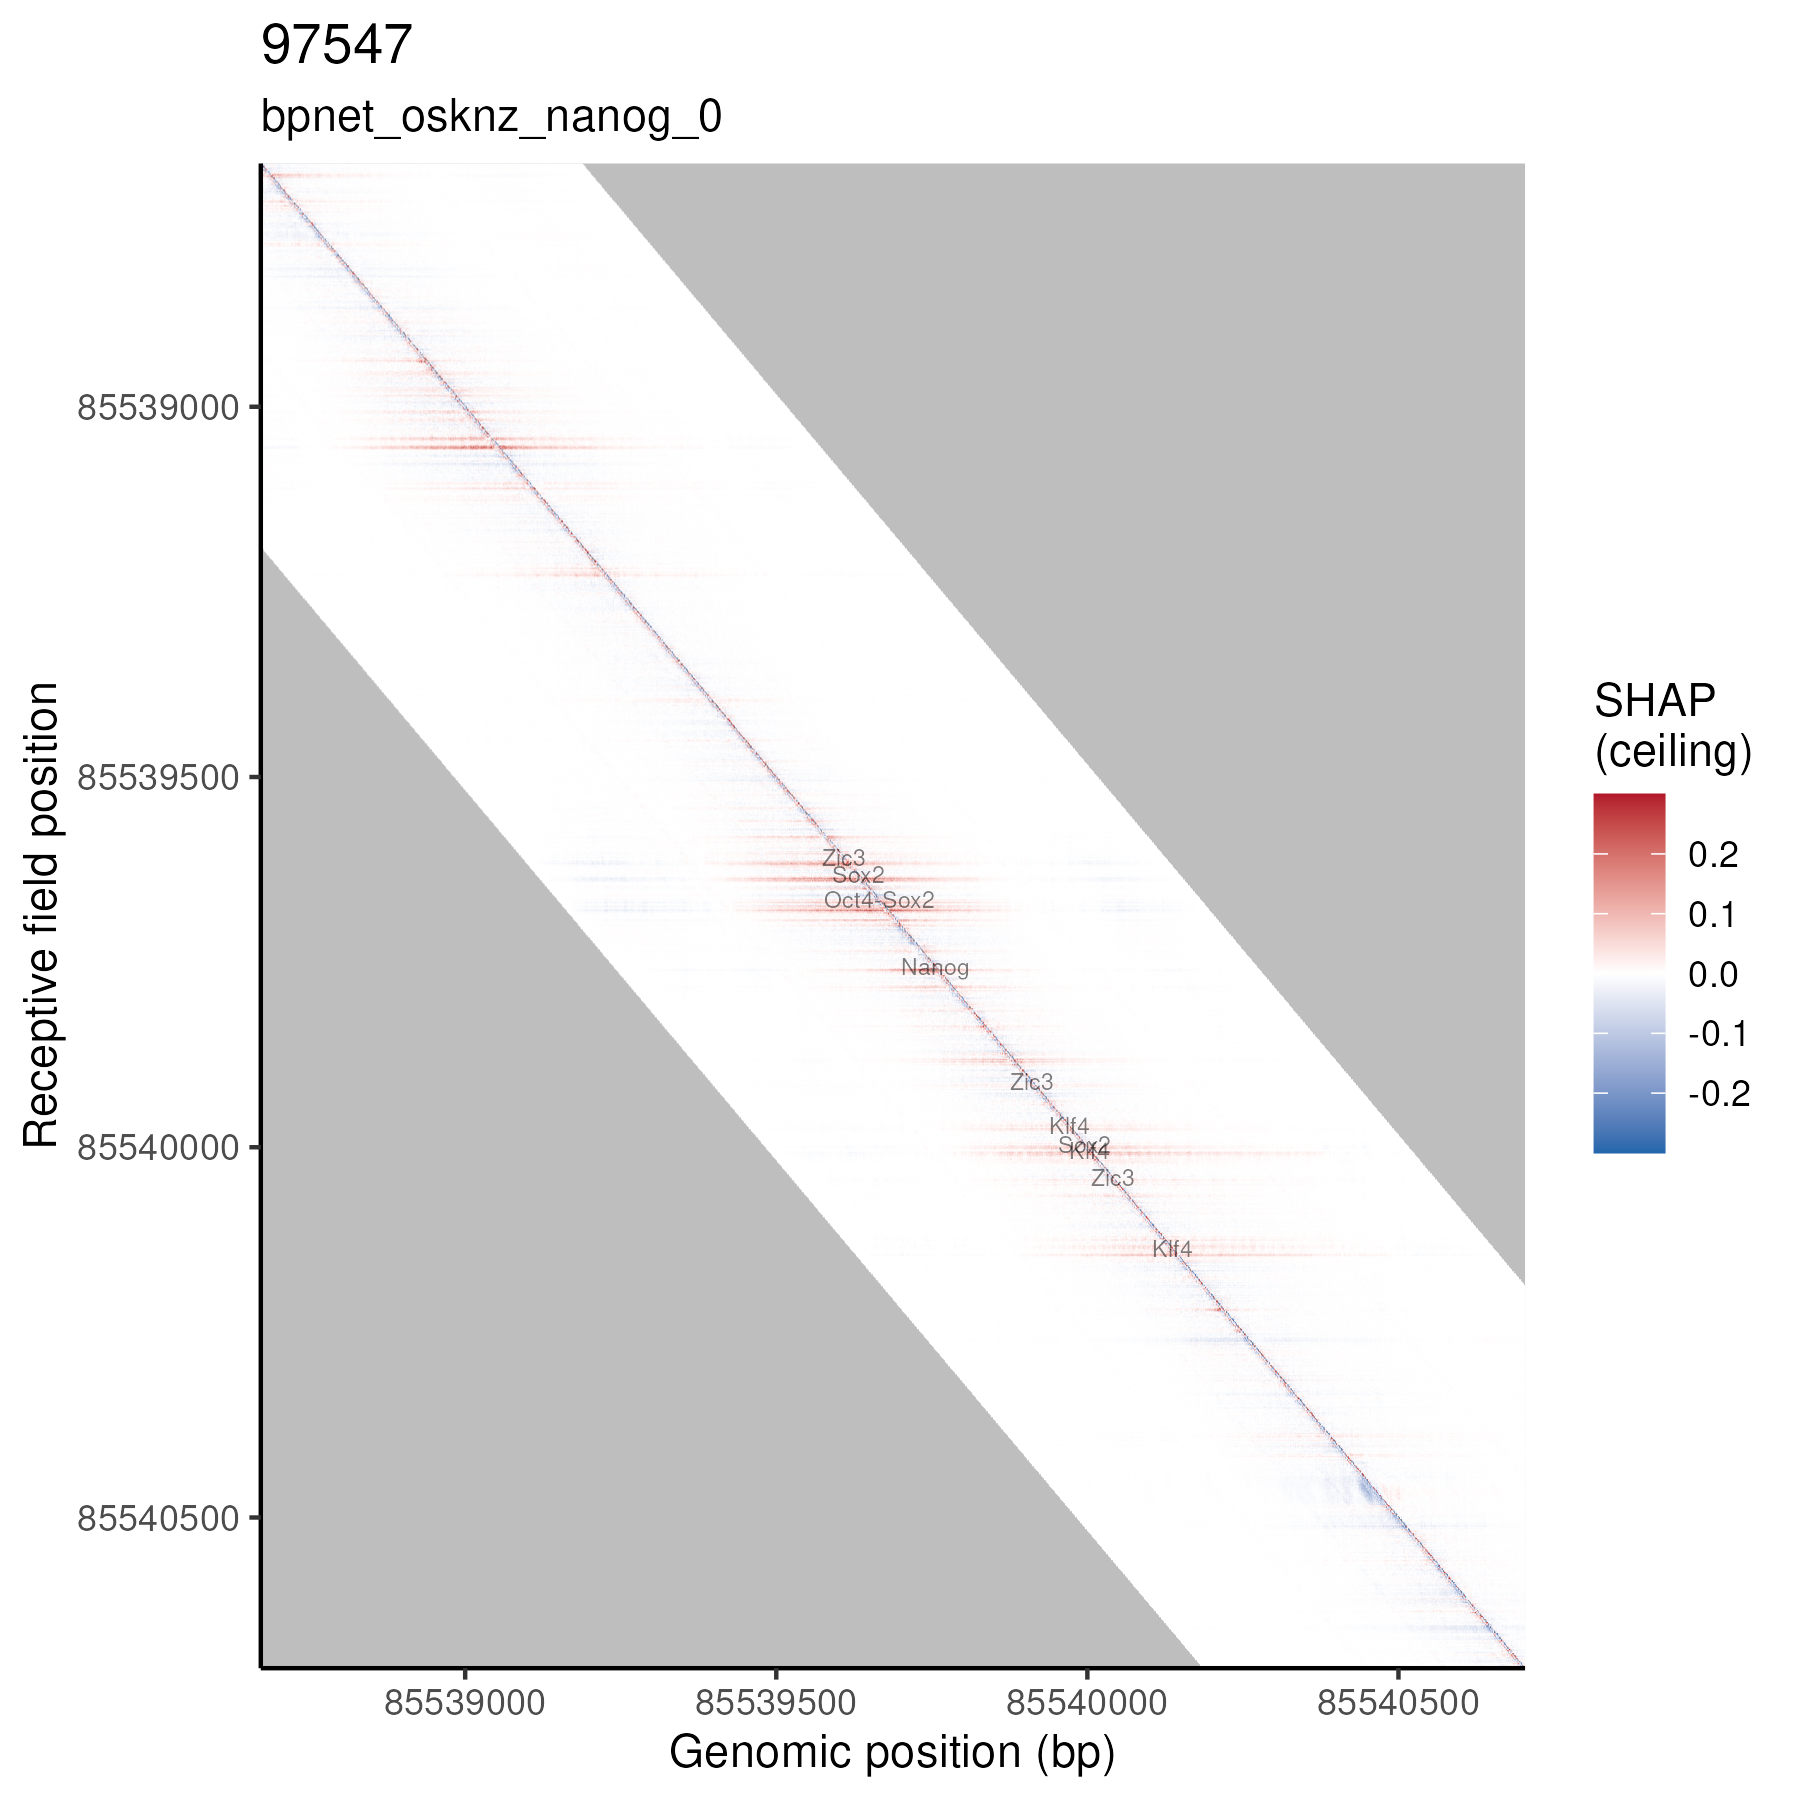 97547
bpnet_osknz_nanog_0
Receptive field position
85539000
85539500
85540000
85540500
Zic3
Sox2
Oct4-Sox2
Nanog
Zic3
Klf4
Sox2
Klf4
Zic3
Klf4
85539000 85539500 85540000 85540500
Genomic position (bp)
SHAP
(ceiling)
0.2
0.1
0.0
-0.1
-0.2